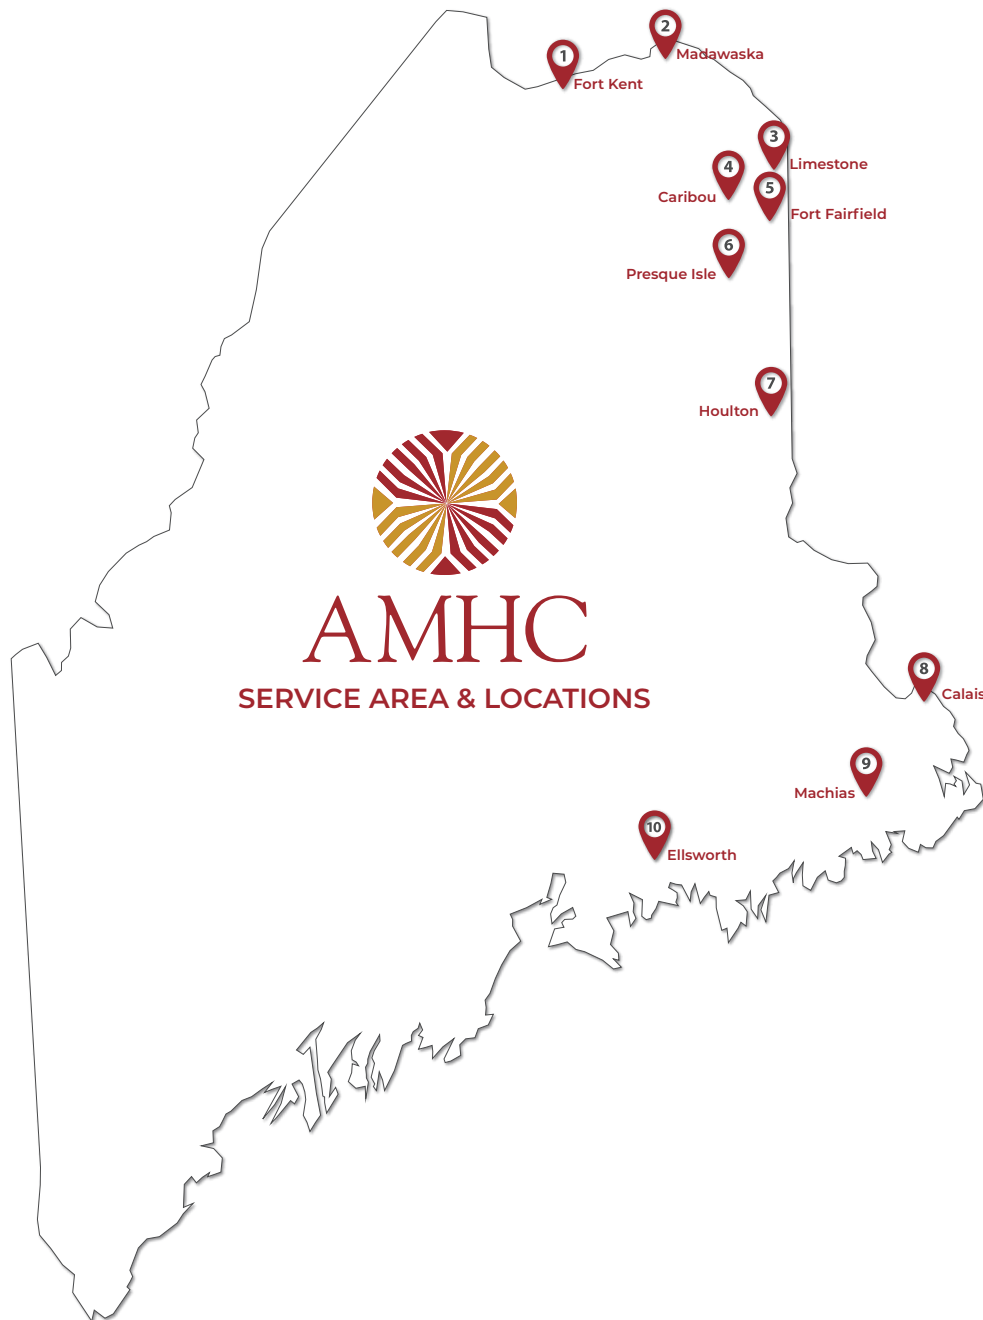 1
Fort Kent
2
Madawaska
3
Limestone
4
Caribou
5
Fort Fairfield
6
Presque Isle
7
Houlton
AMHC
SERVICE AREA & LOCATIONS
8
Calais
9
Machias
10
Ellsworth